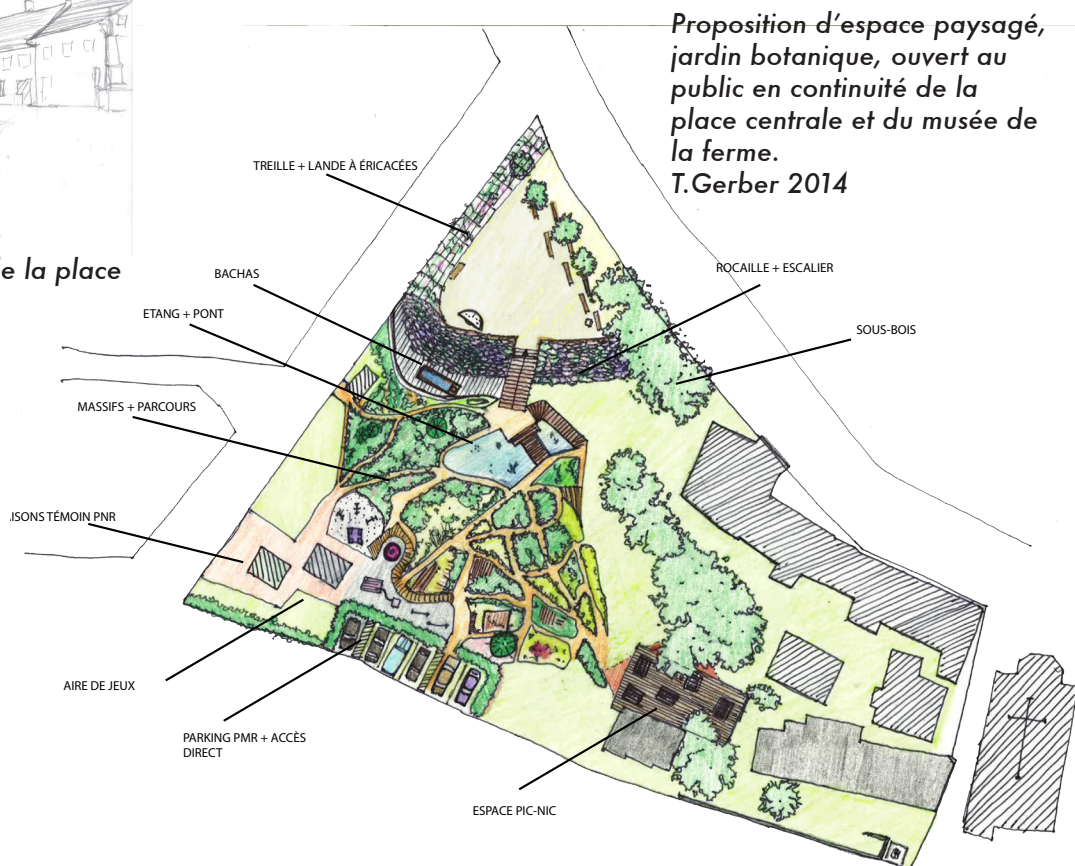 Proposition d'espace paysagé,
jardin botanique, ouvert au
public en continuité de la
place centrale et du musée de
la ferme.
T.Gerber 2014
TREILLE + LANDE À ÉRICACÉES
la place
BACHAS
ROCAILLE + ESCALIER
ETANG + PONT
SOUS-BOIS
MASSIFS + PARCOURS
TÉMOIN PNR
AIRE DE JEUX
PARKING PMR + ACCÈS
DIRECT
ESPACE PIC-NIC